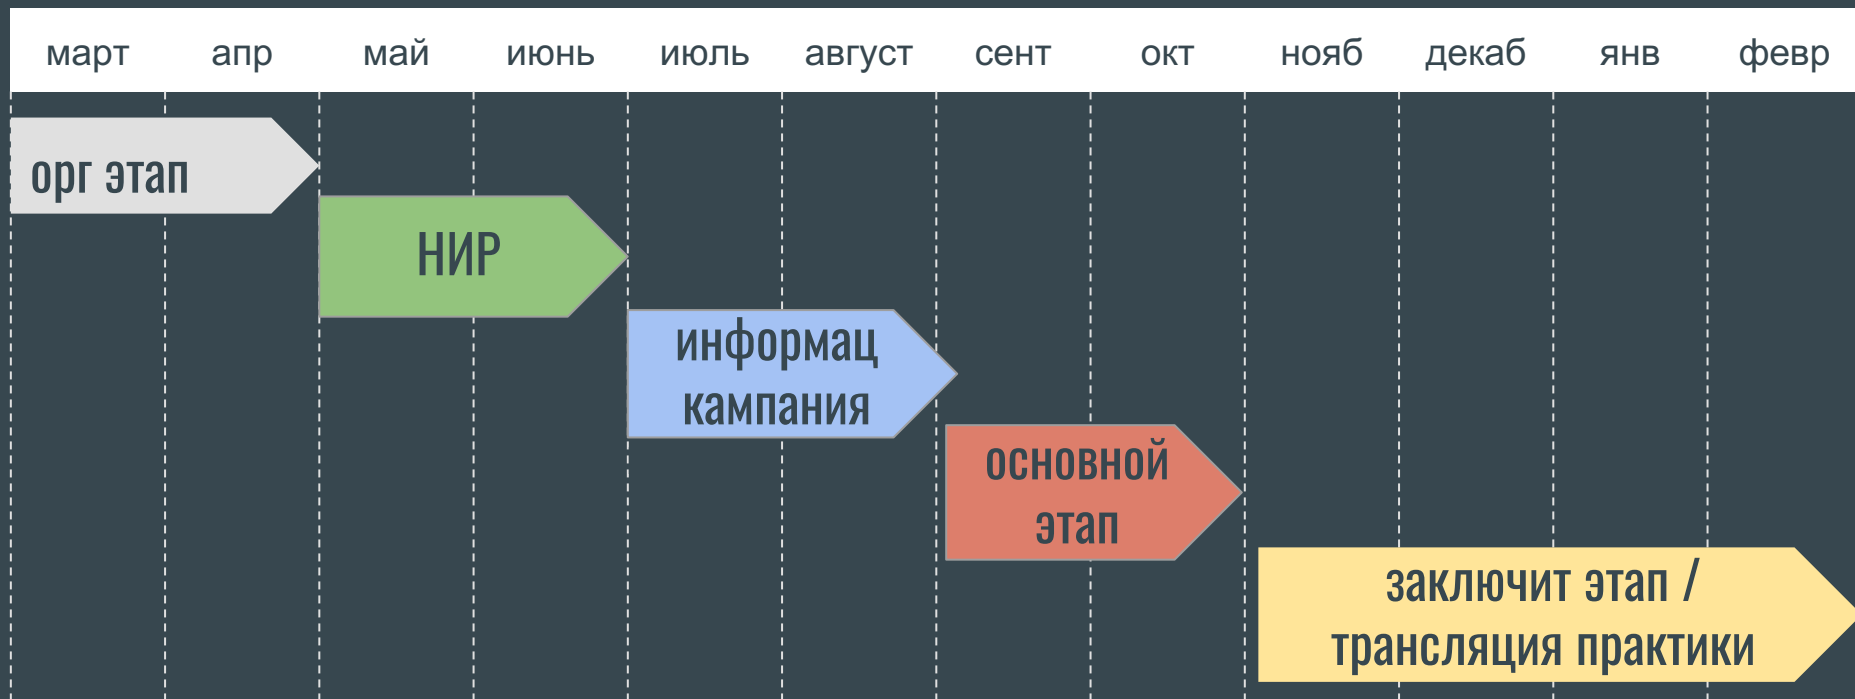 март апр май июнь июль август сент окт нояб декаб янв февр
орг этап
НИР
информац
кампания
основной
этап
заключит этап /
трансляция практики